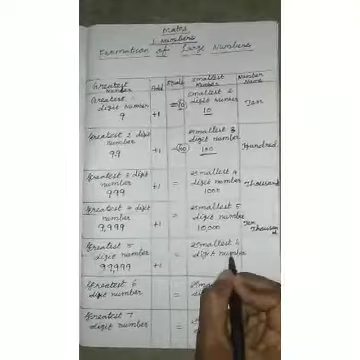 Maths
1. Numbers
Formation of Large Numbers
Greatest Number Add Equals Smallest Number Number Name
Greatest 1 digit Number 9 +1 = 10 Smallest 2 digit number 10 Ten
Greatest 2 digit number 99 +1 = 100 Smallest 3 digit number 100 Hundred
Greatest 3 digit number 999 +1 = Smallest 4 digit number 1000 Thousand
Greatest 4 digit number 9,999 +1 = Smallest 5 digit number 10,000 Ten Thousand
Greatest 5 digit number 99,999 +1 = Smallest 6 digit number
Greatest 6 digit number =
Greatest 7 digit number =